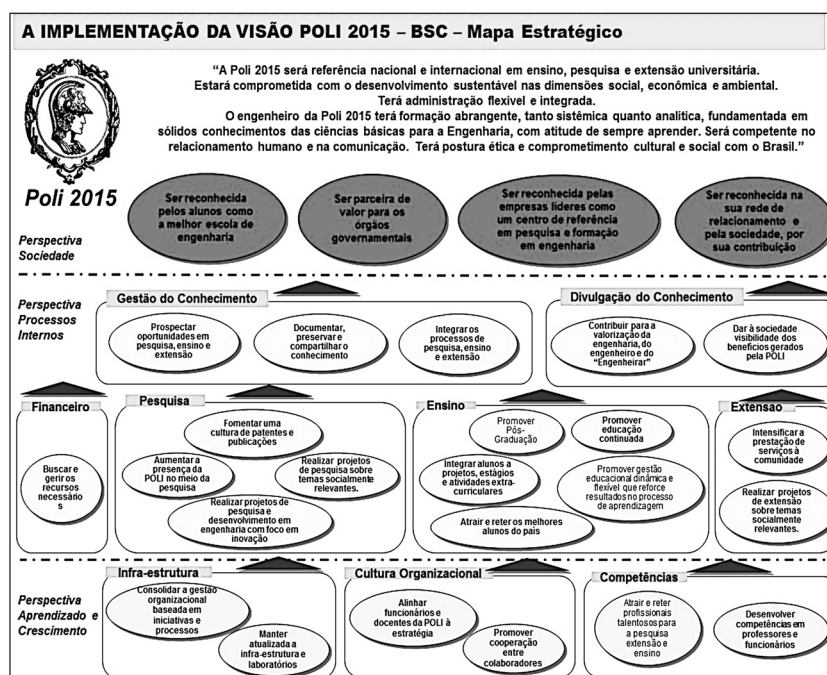 A IMPLEMENTAÇÃO DA VISÃO POLI 2015 – BSC – Mapa Estratégico
“A Poli 2015 será referência nacional e internacional em ensino, pesquisa e extensão universitária.
Estará comprometida com o desenvolvimento sustentável nas dimensões social, econômica e ambiental.
Terá administração flexível e integrada.
O engenheiro da Poli 2015 terá formação abrangente, tanto sistêmica quanto analítica, fundamentada em
sólidos conhecimentos das ciências básicas para a Engenharia, com atitude de sempre aprender. Será competente no
relacionamento humano e na comunicação. Terá postura ética e comprometimento cultural e social com o Brasil.”
Poli 2015
Perspectiva
Sociedade
Ser reconhecida
pelos alunos como
a melhor escola de
engenharia
Ser parceira de
valor para os
órgãos
governamentais
Ser reconhecida pelas
empresas líderes como
um centro de referência
em pesquisa e formação
em engenharia
Ser reconhecida na
sua rede de
relacionamento e
pela sociedade, por
sua contribuição
Perspectiva
Processos
Internos
Gestão do Conhecimento
Prospectar
oportunidades em
pesquisa, ensino e
extensão
Documentar,
preservar e
compartilhar o
conhecimento
Integrar os
processos de
pesquisa, ensino
e extensão
Divulgação do Conhecimento
Contribuir para a
valorização da
engenharia, do
engenheiro e do
“Engenheirar”
Dar à sociedade
visibilidade dos
benefícios gerados
pela POLI
Financeiro
Buscar e
gerir os
recursos
necessário
s
Pesquisa
Fomentar uma
cultura de patentes e
publicações
Aumentar a
presença da
POLI no meio da
pesquisa
Realizar projetos
de pesquisa sobre
temas socialmente
relevantes.
Realizar projetos de
pesquisa e
desenvolvimento em
engenharia com foco em
inovação
Ensino
Promover
Pós-
Graduação
Promover
educação
continuada
Integrar alunos a
projetos, estágios
e atividades extra-
curriculares
Promover gestão
educacional dinâmica e
flexível que reforce
resultados no processo
de aprendizagem
Atrair e reter os melhores
alunos do país
Extensão
Intensificar a
prestação de
serviços à
comunidade
Realizar projetos
de extensão
sobre temas
socialmente
relevantes.
Perspectiva
Aprendizado e
Crescimento
Infra-estrutura
Consolidar a gestão
organizacional
baseada em
iniciativas e
processos
Manter
atualizada a
infra-estrutura e
laboratórios
Cultura Organizacional
Alinhar
funcionários e
docentes da POLI à
estratégia
Promover
cooperação
entre
colaboradores
Competências
Atrair e reter
profissionais
talentosos para
a pesquisa
extensão e
ensino
Desenvolver
competências em
professores e
funcionários